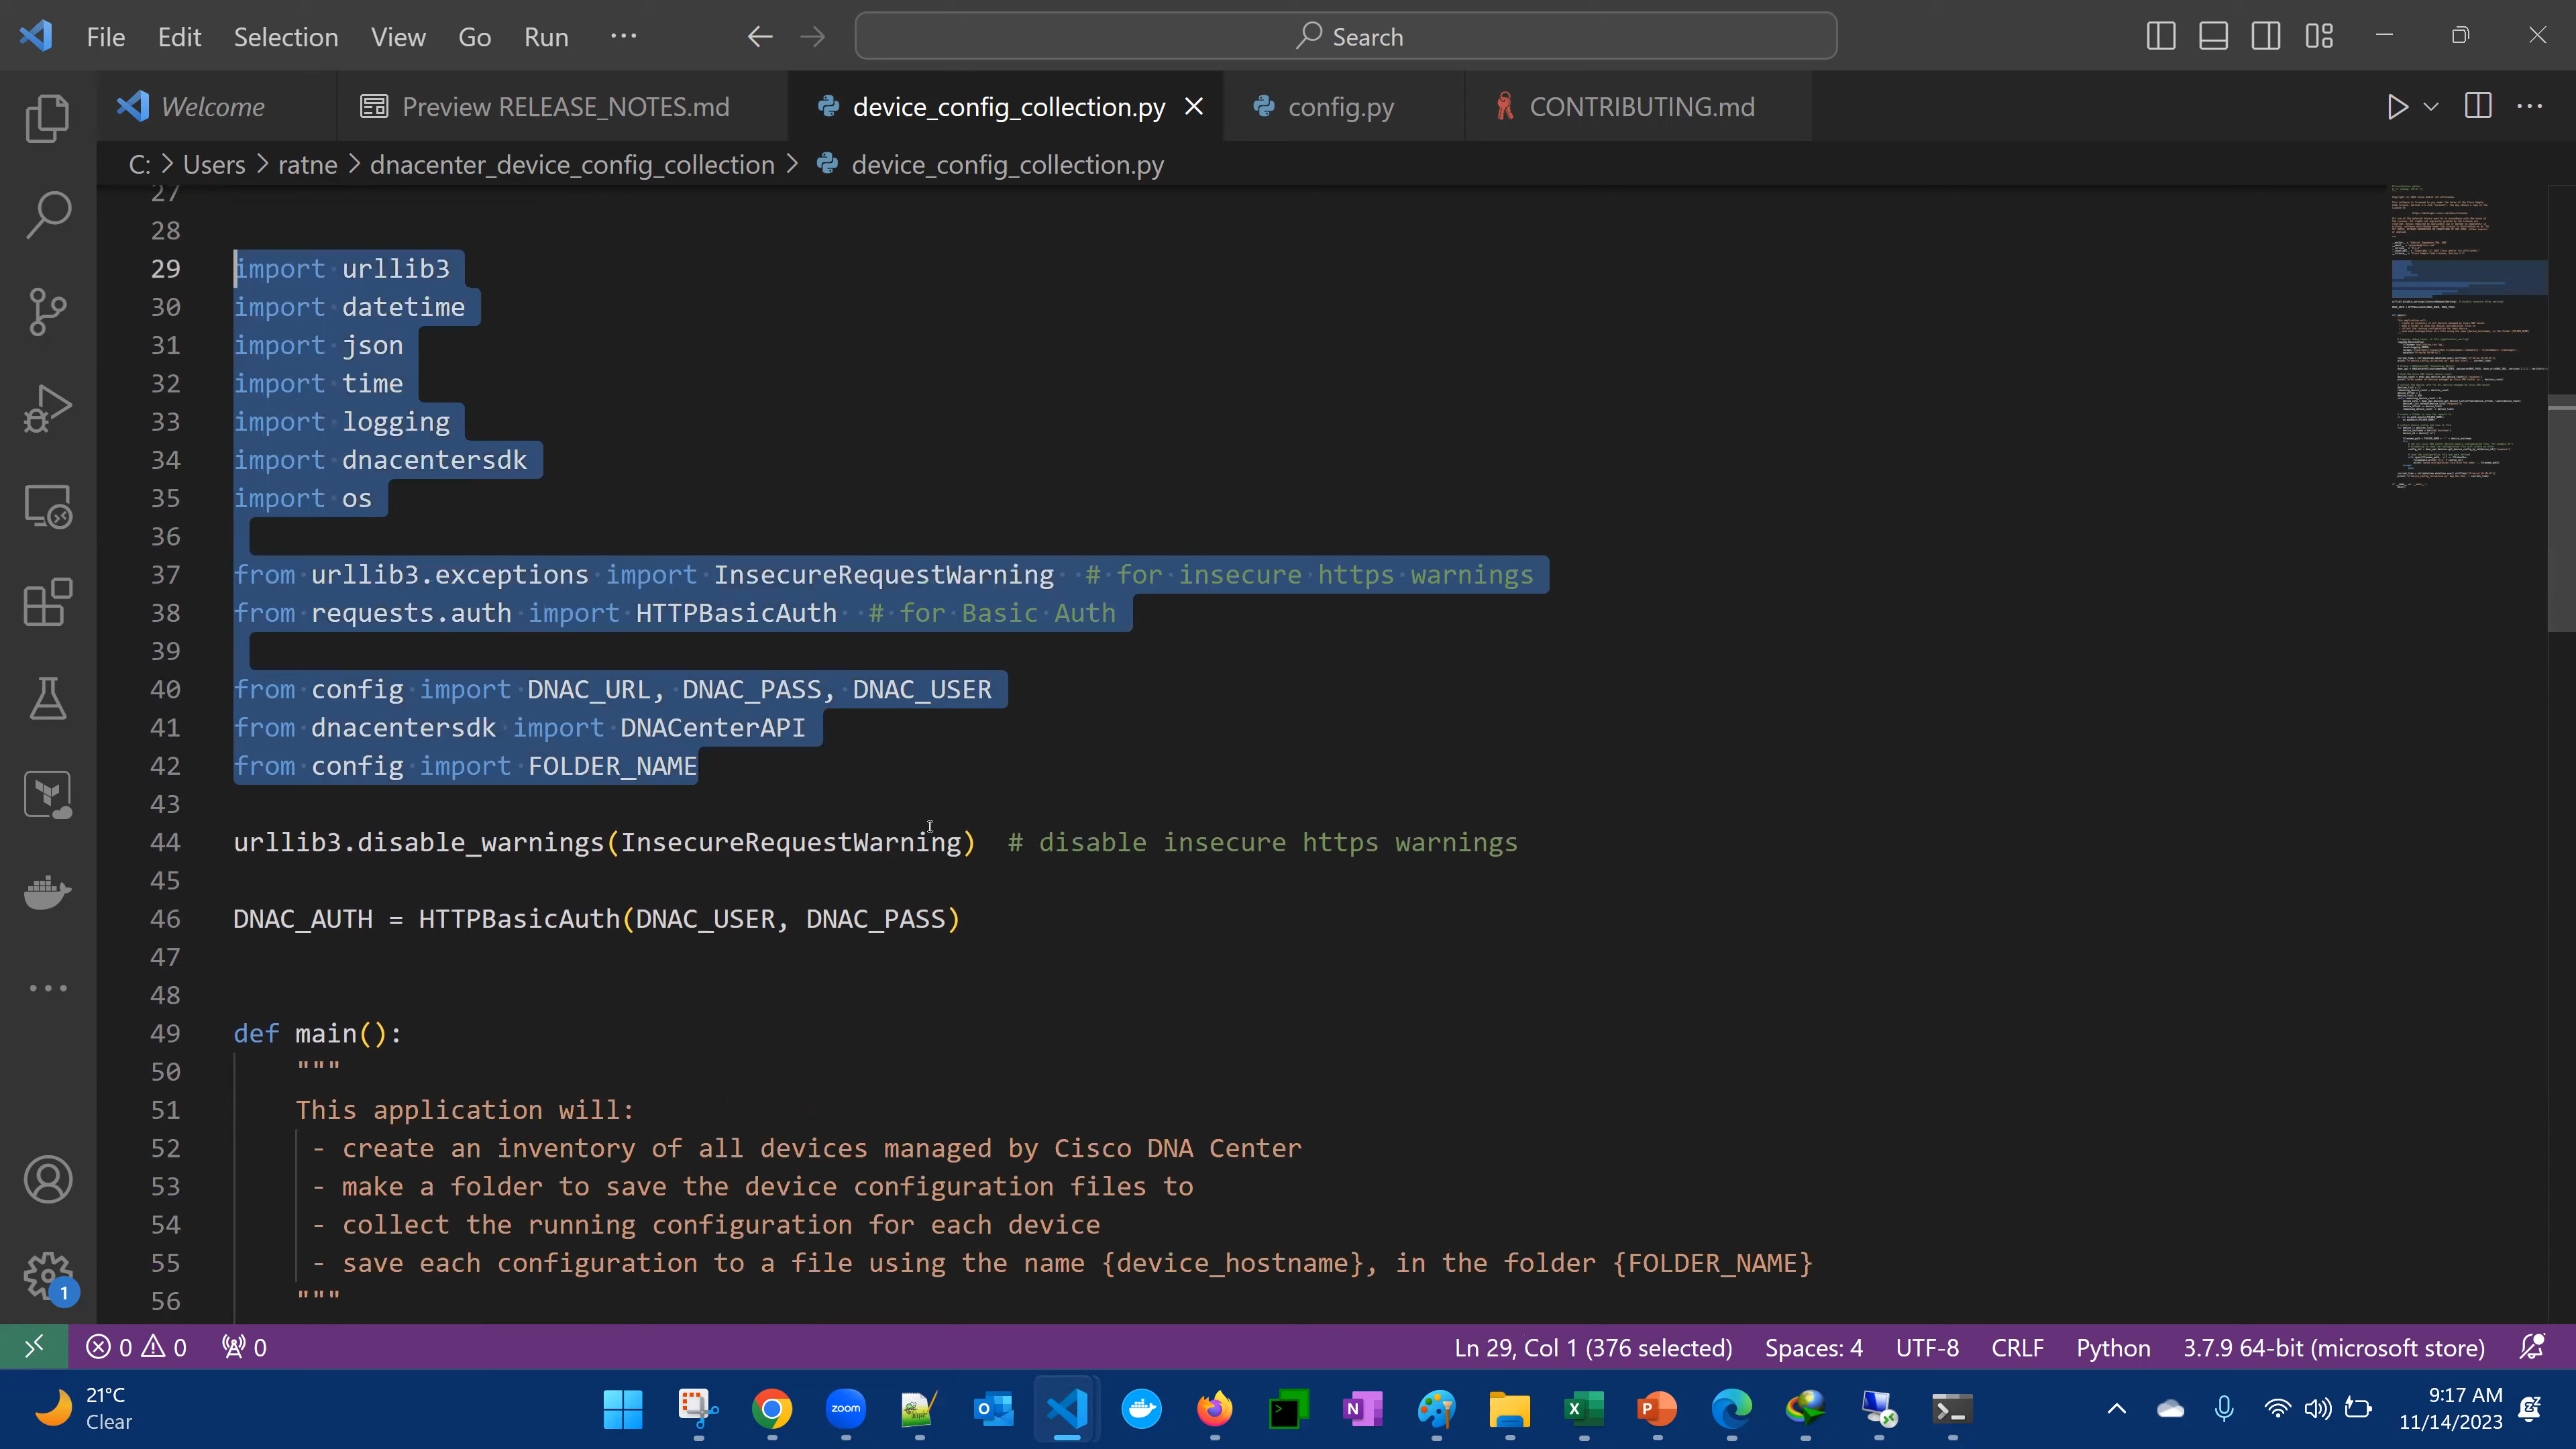 File Edit Selection View Go Run ··· Search
Welcome Preview RELEASE_NOTES.md device_config_collection.py config.py CONTRIBUTING.md
C: > Users > ratne > dnacenter_device_config_collection > device_config_collection.py
27
28
29 import urllib3
30 import datetime
31 import json
32 import time
33 import logging
34 import dnacentersdk
35 import os
36
37 from urllib3.exceptions import InsecureRequestWarning  # for insecure https warnings
38 from requests.auth import HTTPBasicAuth  # for Basic Auth
39
40 from config import DNAC_URL, DNAC_PASS, DNAC_USER
41 from dnacentersdk import DNACenterAPI
42 from config import FOLDER_NAME
43
44 urllib3.disable_warnings(InsecureRequestWarning)  # disable insecure https warnings
45
46 DNAC_AUTH = HTTPBasicAuth(DNAC_USER, DNAC_PASS)
47
48
49 def main():
50 """
51 This application will:
52 - create an inventory of all devices managed by Cisco DNA Center
53 - make a folder to save the device configuration files to
54 - collect the running configuration for each device
55 - save each configuration to a file using the name {device_hostname}, in the folder {FOLDER_NAME}
56 """
1
0 0 0 Ln 29, Col 1 (376 selected) Spaces: 4 UTF-8 CRLF Python 3.7.9 64-bit (microsoft store)
21°C
Clear
zoom
9:17 AM
11/14/2023